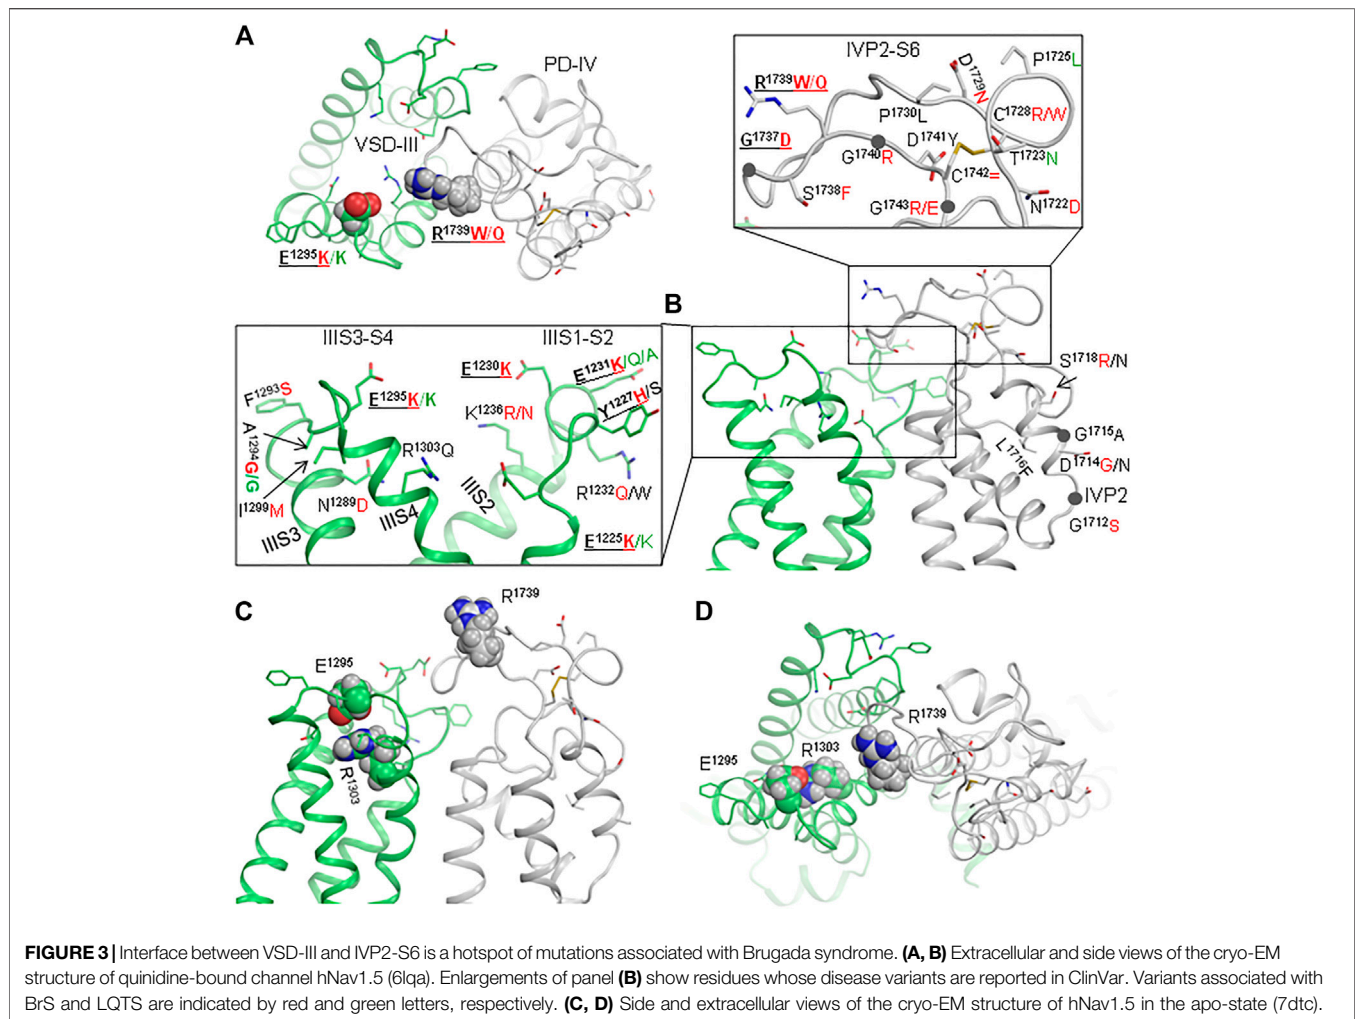 A
VSD-III
PD-IV
R1739W/Q
E1295K/K
IVP2-S6
R1739W/Q
D1729N
P1725L
P1730L
C1728R/W
G1737D
D1741Y
G1740R
T1723N
C1742=
S1738F
G1743R/E
N1722D
B
S1718R/N
G1715A
L1716F
D1714G/N
IVP2
G1712S
IIIS3-S4
IIIS1-S2
E1230K
E1231K/Q/A
F1293S
E1295K/K
Y1227H/S
K1236R/N
A1294G/G
R1303Q
I1299M
N1289D
R1232Q/W
IIIS3
IIIS4
IIIS2
E1225K/K
C
R1739
E1295
R1303
D
R1739
R1303
E1295
FIGURE 3 | Interface between VSD-III and IVP2-S6 is a hotspot of mutations associated with Brugada syndrome. (A, B) Extracellular and side views of the cryo-EM
structure of quinidine-bound channel hNav1.5 (6lqa). Enlargements of panel (B) show residues whose disease variants are reported in ClinVar. Variants associated with
BrS and LQTS are indicated by red and green letters, respectively. (C, D) Side and extracellular views of the cryo-EM structure of hNav1.5 in the apo-state (7dtc).